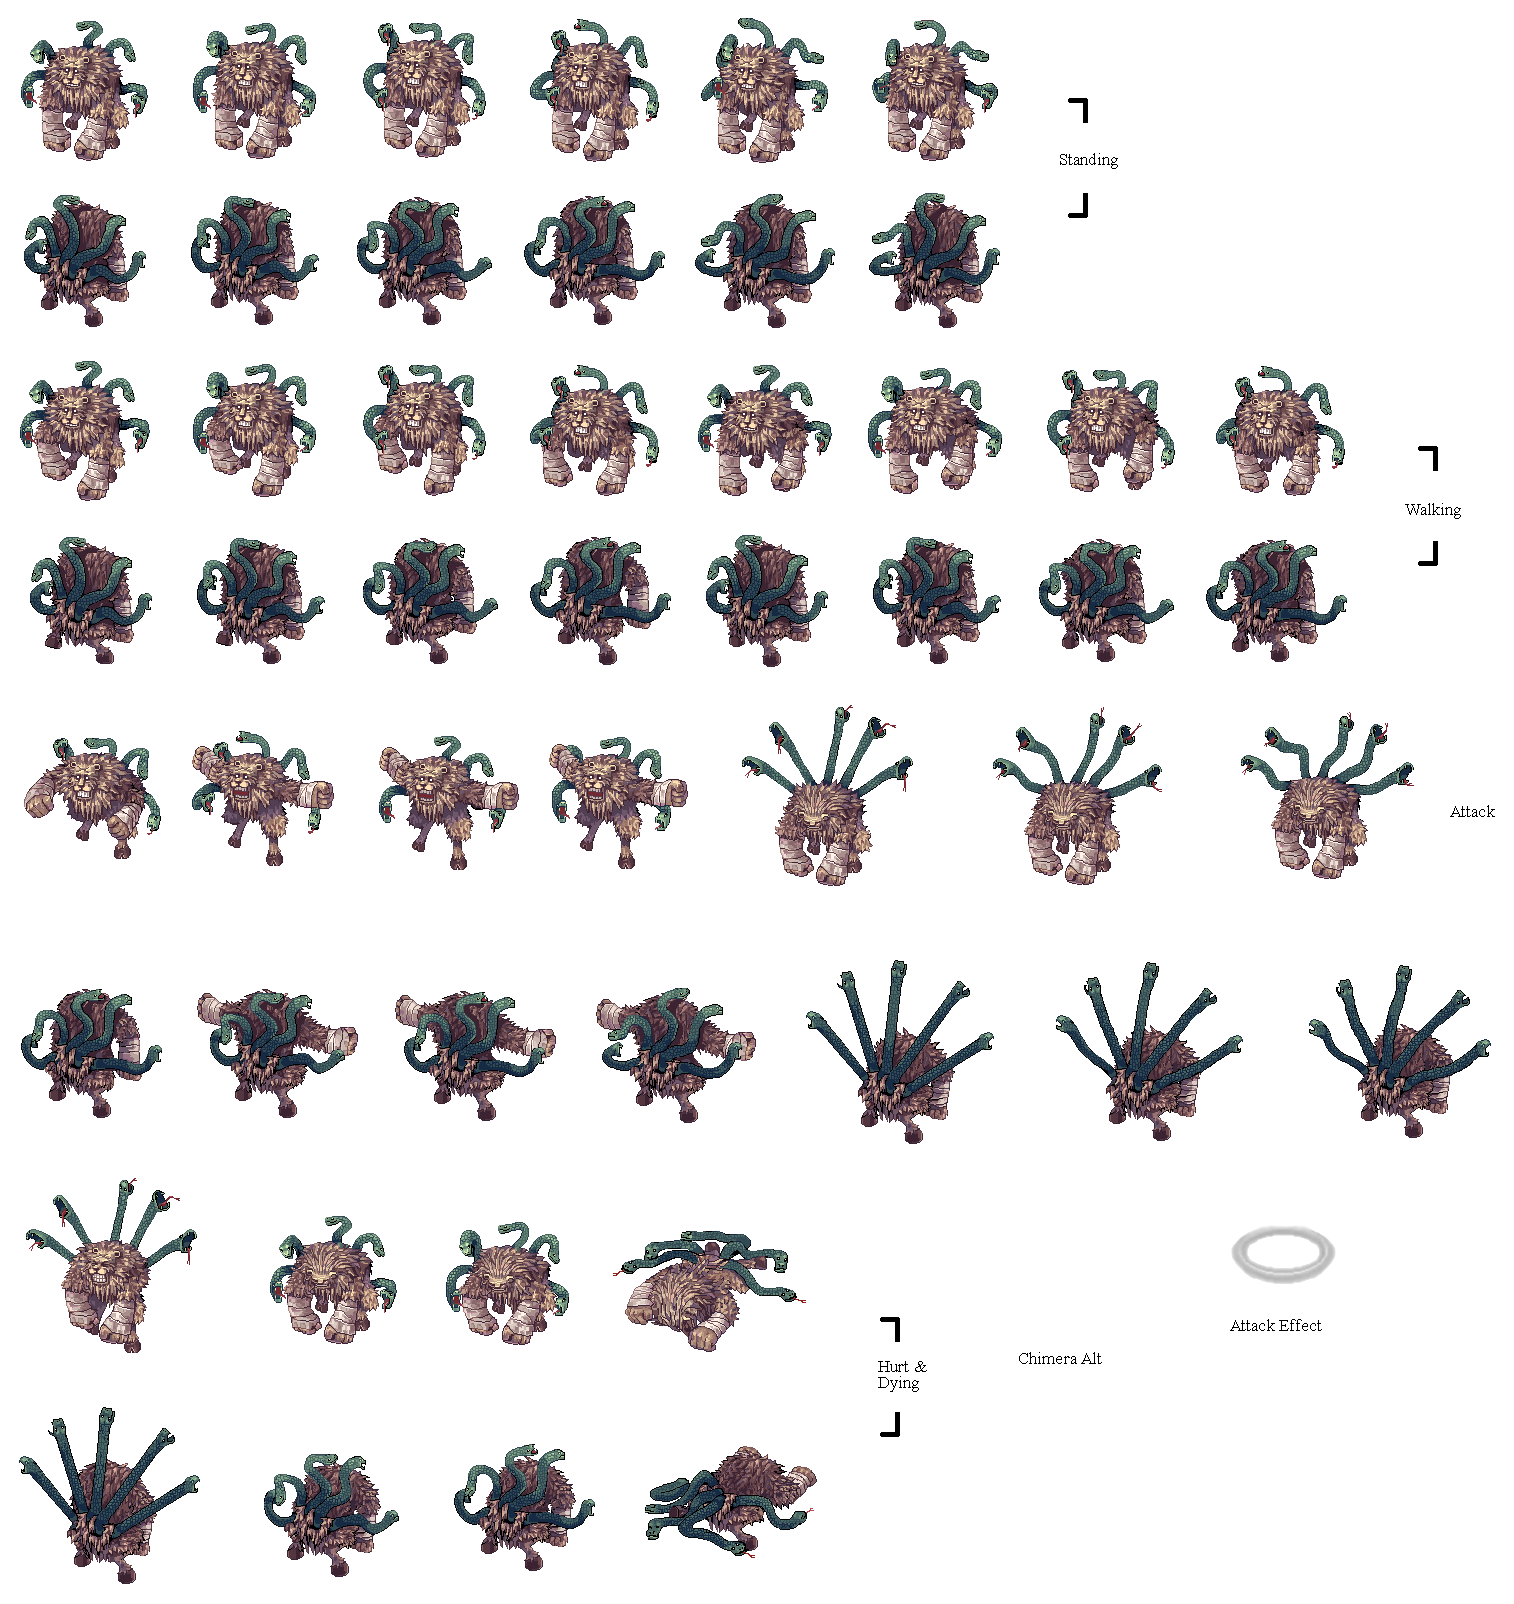 Standing
Walking
Attack
Attack Effect
Hurt &
Dying
Chimera Alt